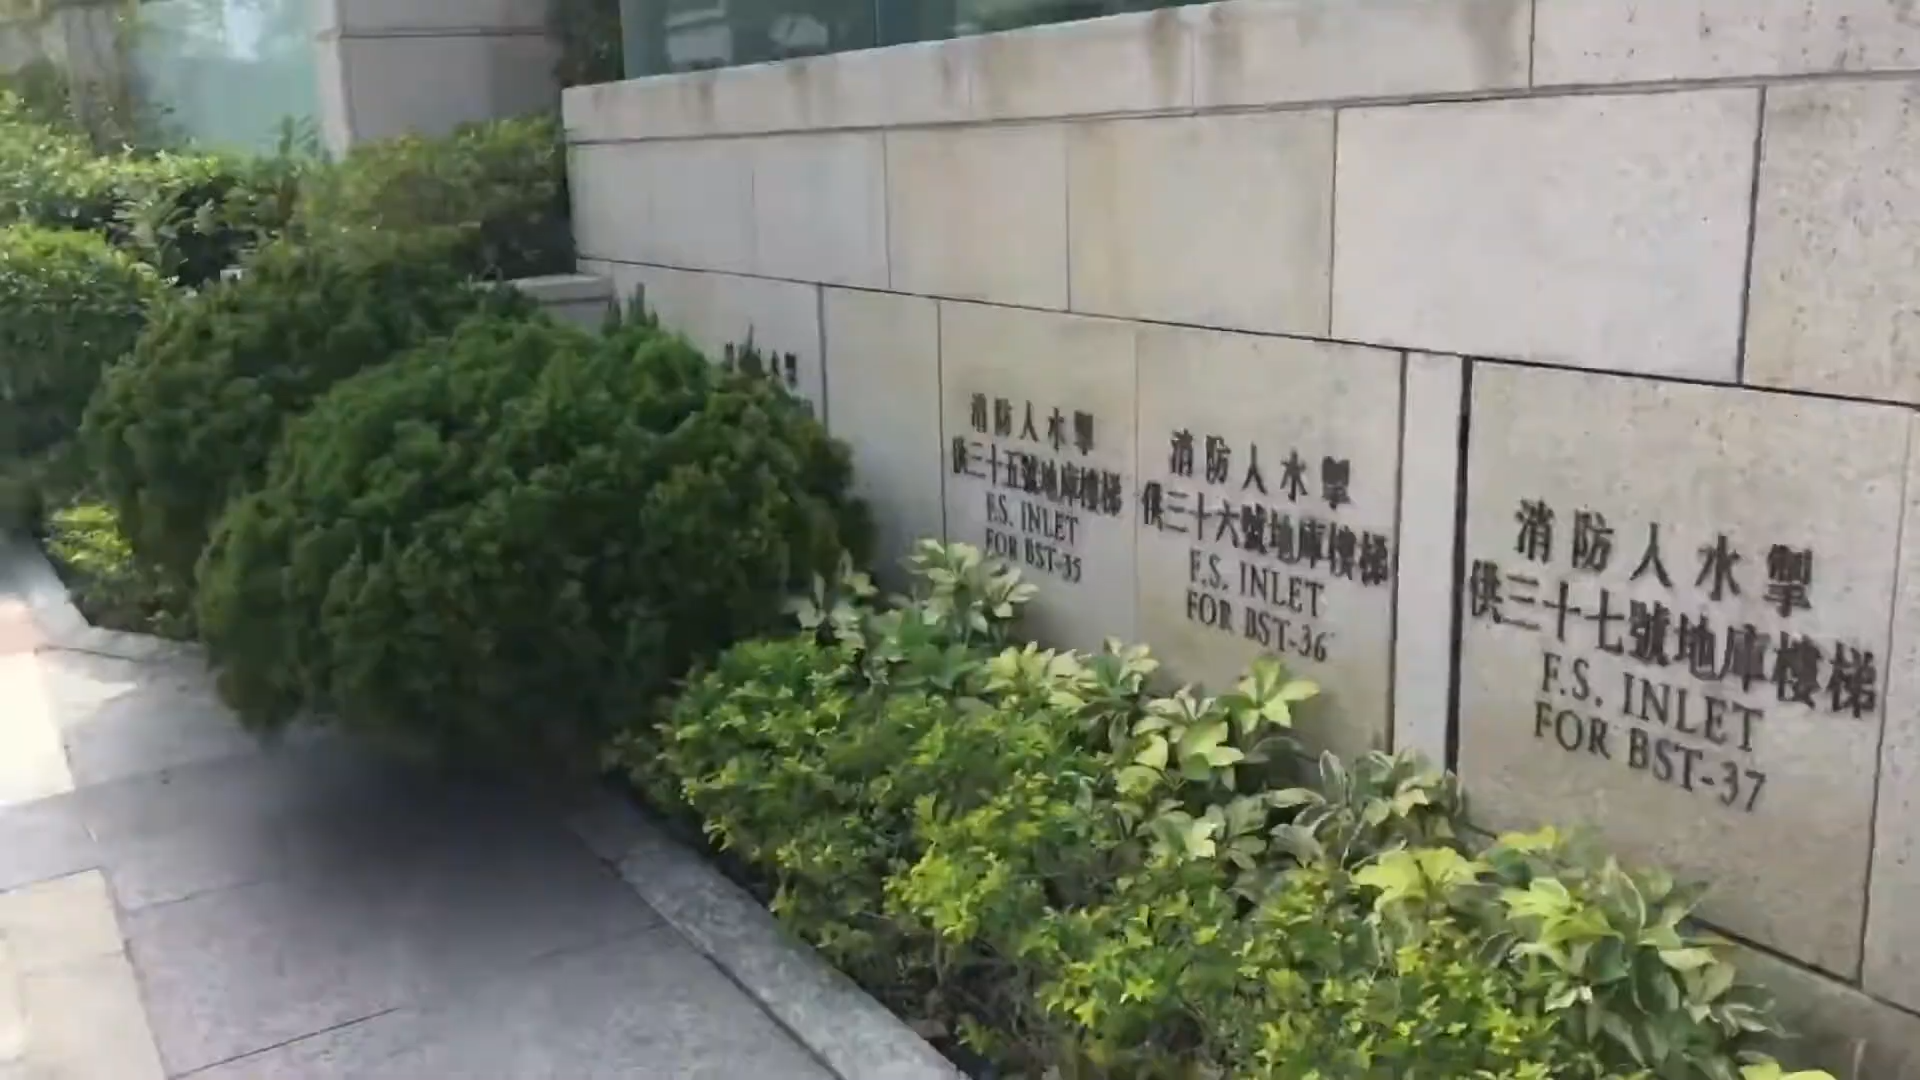 消防入水掣
供三十五號地庫樓梯
F.S. INLET
FOR BST-35
消防入水掣
供三十六號地庫樓梯
F.S. INLET
FOR BST-36
消防入水掣
供三十七號地庫樓梯
F.S. INLET
FOR BST-37